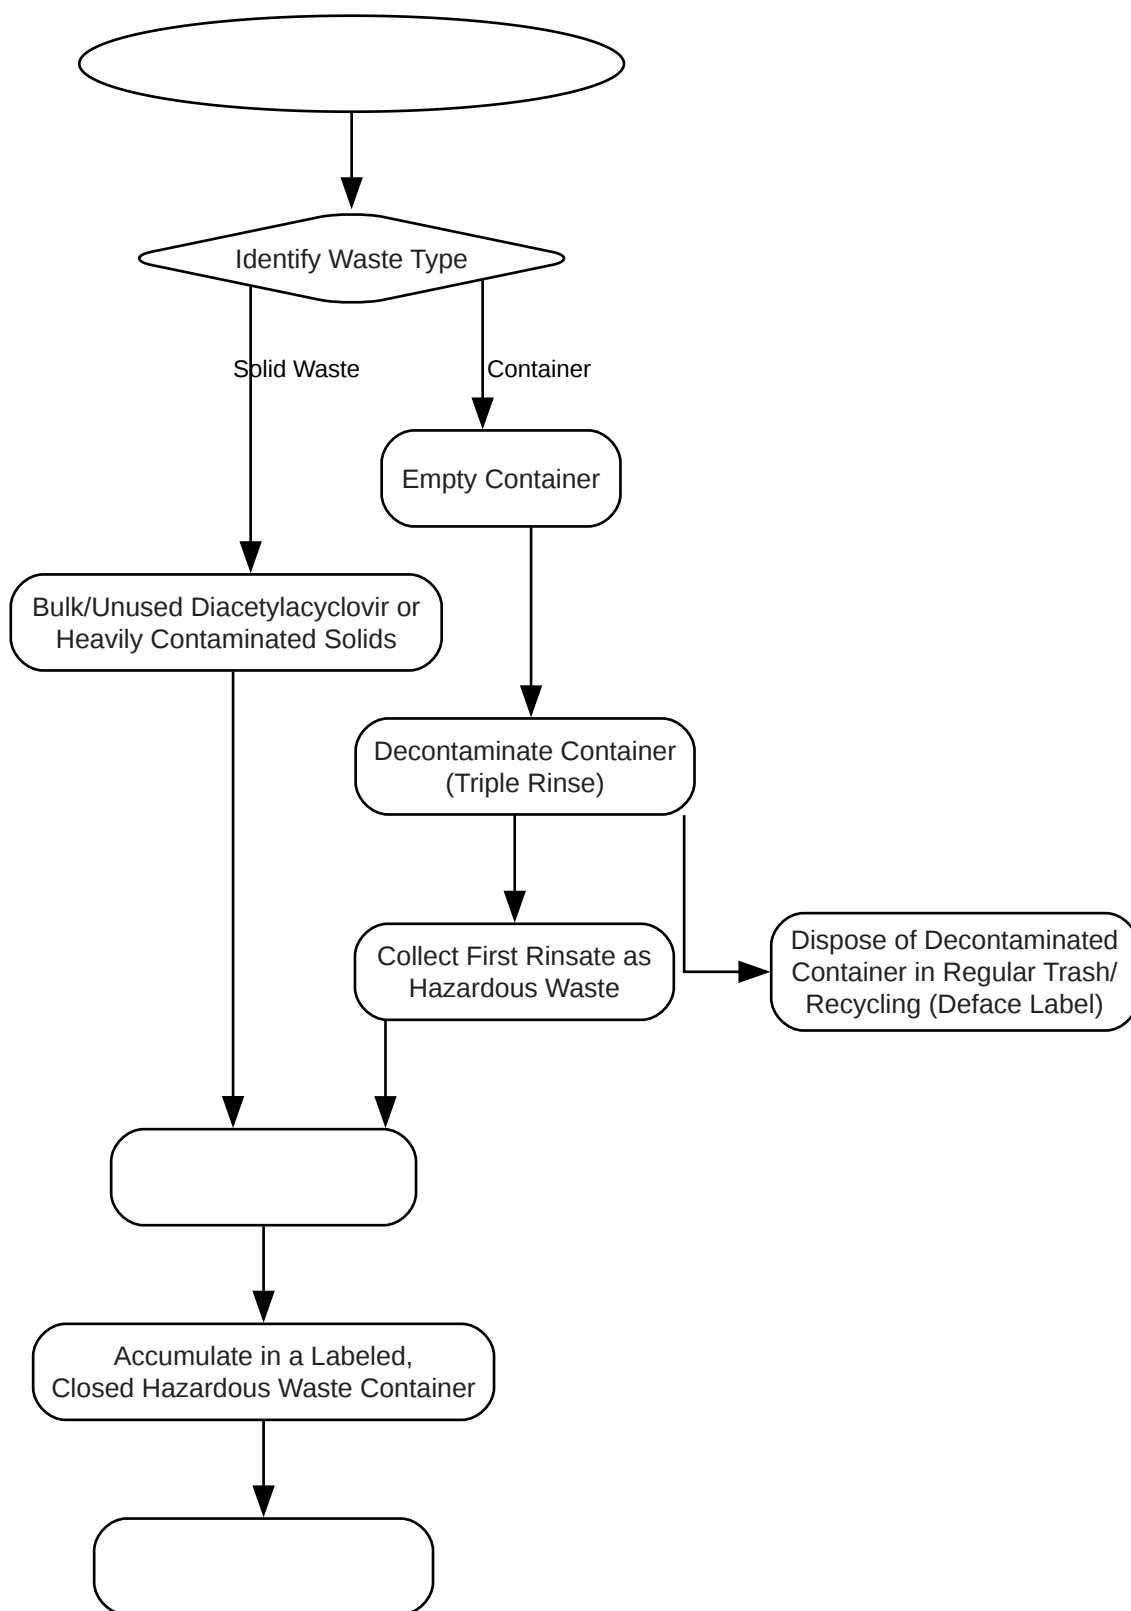 Identify Waste Type
Solid Waste
Container
Empty Container
Bulk/Unused Diacetylacyclovir or
Heavily Contaminated Solids
Decontaminate Container
(Triple Rinse)
Collect First Rinsate as
Hazardous Waste
Dispose of Decontaminated
Container in Regular Trash/
Recycling (Deface Label)
Accumulate in a Labeled,
Closed Hazardous Waste Container